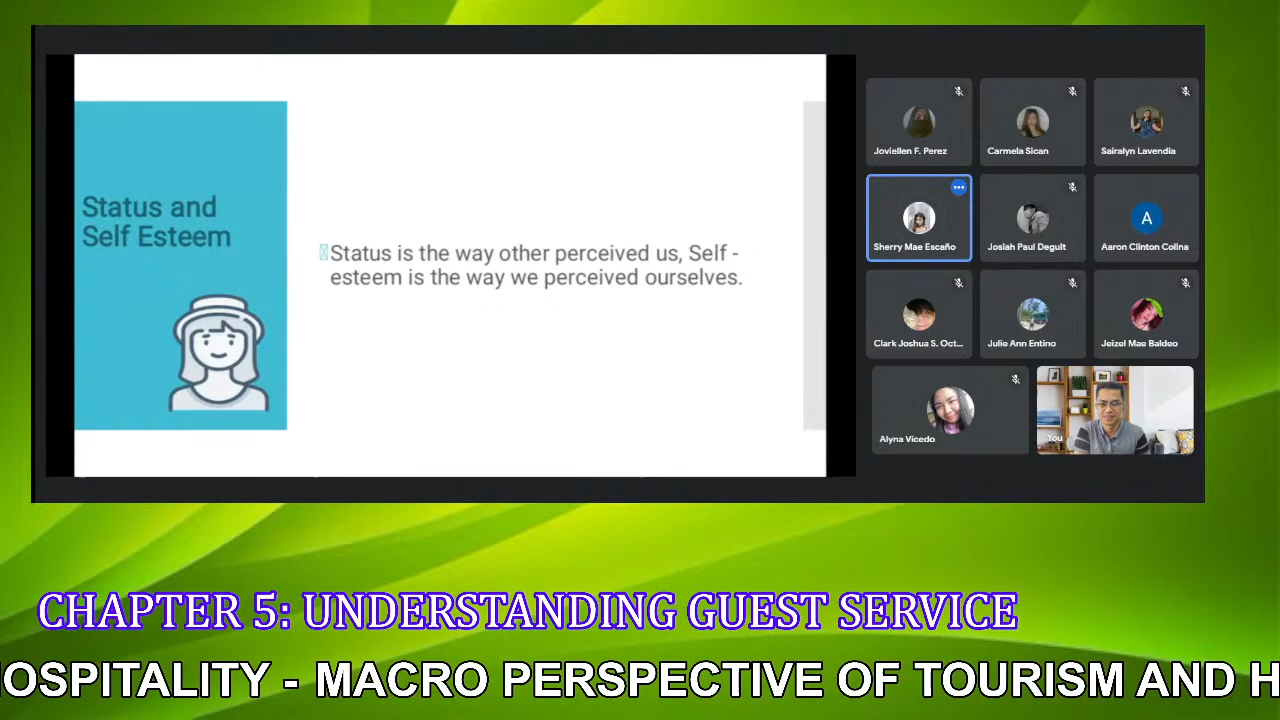 Status and
Self Esteem
Status is the way other perceived us, Self -
esteem is the way we perceived ourselves.
Joviellen F. Perez
Carmela Sican
Sairalyn Lavendia
Sherry Mae Escaño
Josiah Paul Degult
A
Aaron Clinton Colina
Clark Joshua S. Oct...
Julie Ann Entino
Jeizel Mae Baldeo
Alyna Vicedo
You
CHAPTER 5: UNDERSTANDING GUEST SERVICE
HOSPITALITY - MACRO PERSPECTIVE OF TOURISM AND H